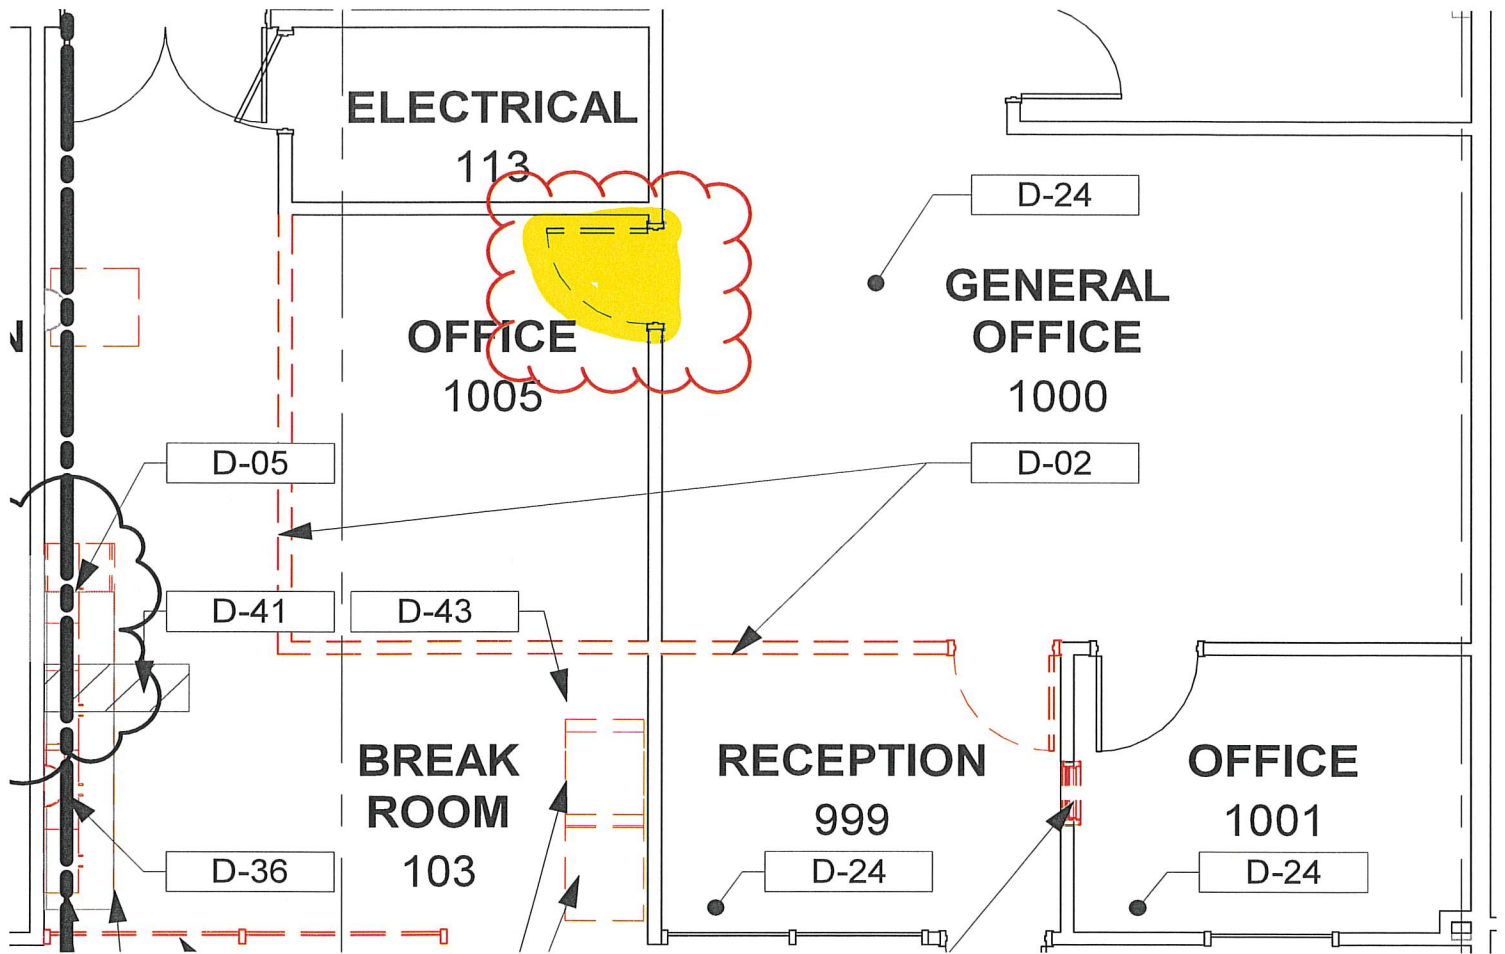 ELECTRICAL
113
D-24
GENERAL
OFFICE
1000
N
OFFICE
1005
D-05
D-02
D-41
D-43
BREAK
ROOM
103
RECEPTION
999
OFFICE
1001
D-36
D-24
D-24